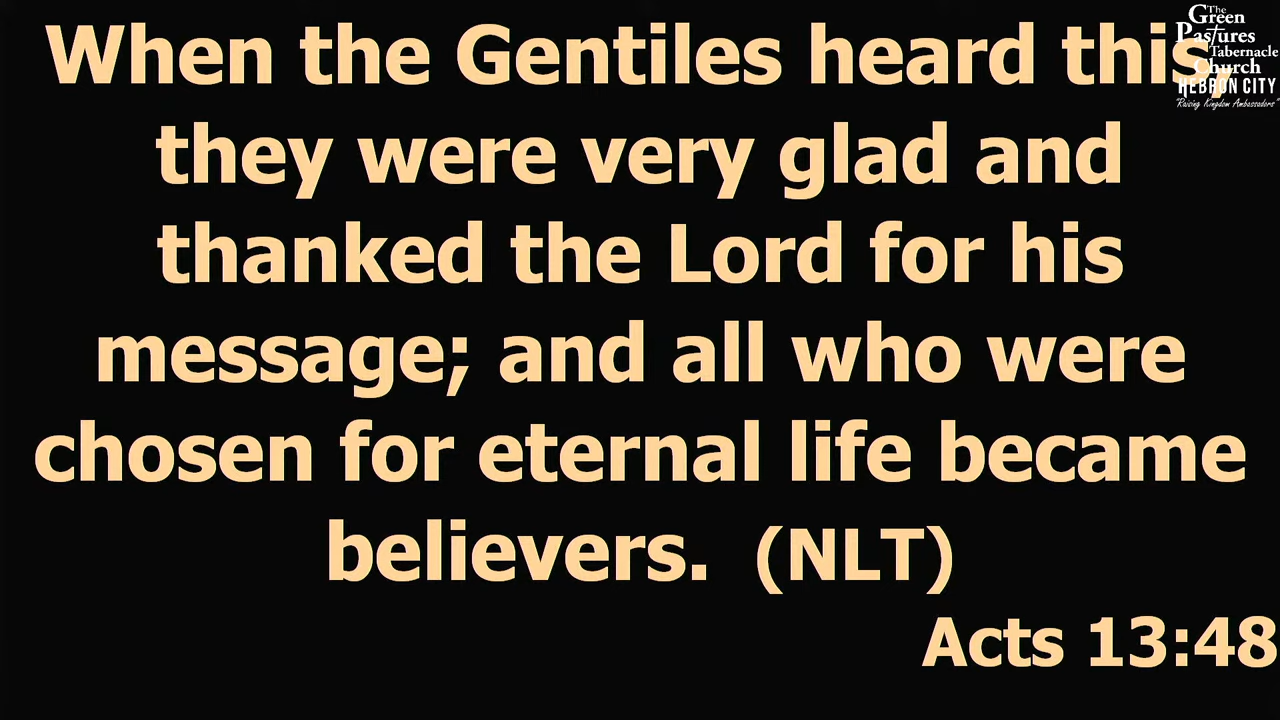 When the Gentiles heard this,
they were very glad and
thanked the Lord for his
message; and all who were
chosen for eternal life became
believers. (NLT)
Acts 13:48
The
Green
Pastures
Tabernacle
Church
HEBRON CITY
"Raising Kingdom Ambassadors"